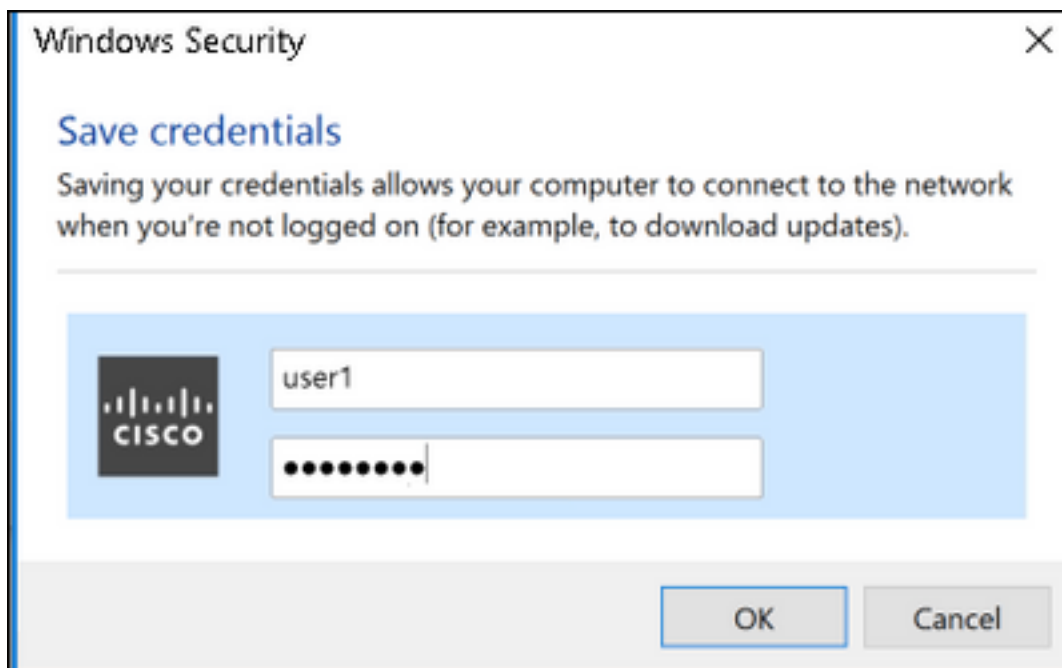 Windows Security
Save credentials
Saving your credentials allows your computer to connect to the network
when you're not logged on (for example, to download updates).
user1
••••••••
CISCO
OK
Cancel